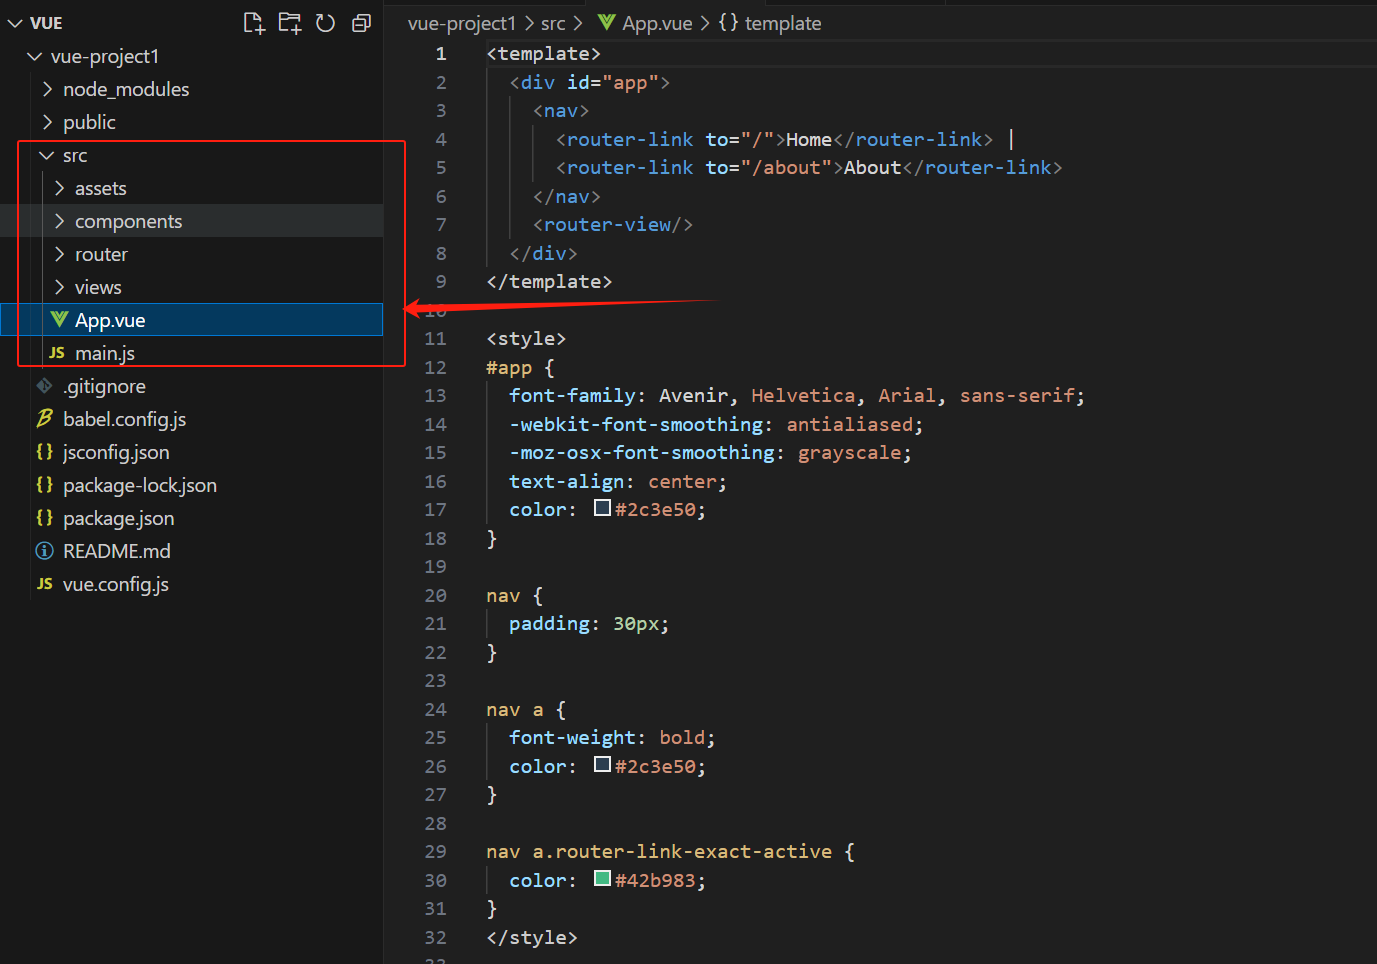 VUE
vue-project1
node_modules
public
src
assets
components
router
views
App.vue
JS main.js
.gitignore
babel.config.js
{} jsconfig.json
{} package-lock.json
{} package.json
README.md
JS vue.config.js
vue-project1 > src > App.vue > {} template
1 <template>
2 <div id="app">
3 <nav>
4 <router-link to="/">Home</router-link> |
5 <router-link to="/about">About</router-link>
6 </nav>
7 <router-view/>
8 </div>
9 </template>
10
11 <style>
12 #app {
13 font-family: Avenir, Helvetica, Arial, sans-serif;
14 -webkit-font-smoothing: antialiased;
15 -moz-osx-font-smoothing: grayscale;
16 text-align: center;
17 color: #2c3e50;
18 }
19
20 nav {
21 padding: 30px;
22 }
23
24 nav a {
25 font-weight: bold;
26 color: #2c3e50;
27 }
28
29 nav a.router-link-exact-active {
30 color: #42b983;
31 }
32 </style>
33